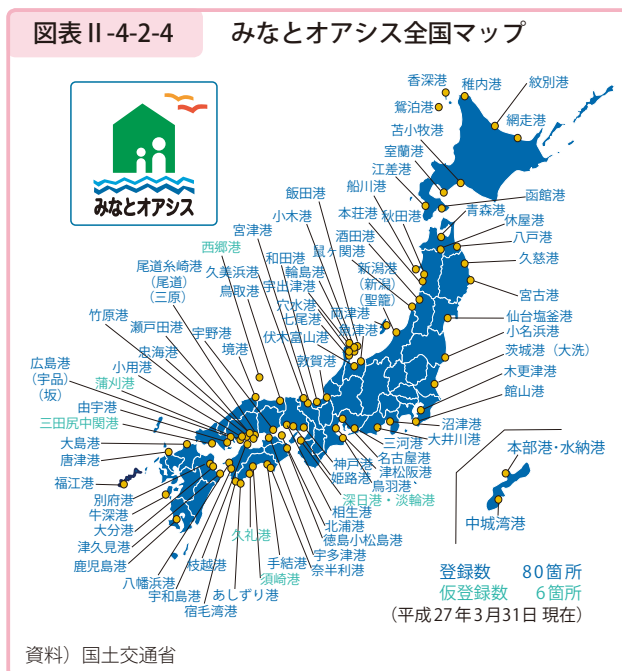 図表Ⅱ-4-2-4 みなとオアシス全国マップ
みなとオアシス
香深港
稚内港
紋別港
鴛泊港
網走港
苫小牧港
室蘭港
江差港
船川港
飯田港
小木港
本荘港
秋田港
函館港
青森港
休屋港
八戸港
久慈港
宮古港
仙台塩釜港
小名浜港
茨城港（大洗）
木更津港
館山港
宮津港
西郷港
酒田港
鼠ヶ関港
和田港
輪島港
新潟港
（新潟）
（聖籠）
尾道糸崎港
（尾道）
（三原）
久美浜港
鳥取港
宇出津港
穴水港
七尾港
両津港
魚津港
伏木富山港
敦賀港
竹原港
瀬戸田港
宇野港
忠海港
境港
広島港
（宇品）
（坂）
小用港
蒲刈港
由宇港
三田尻中関港
大島港
唐津港
福江港
別府港
牛深港
大分港
津久見港
鹿児島港
八幡浜港
枝越港
宇和島港
宿毛湾港
あしずり港
久礼港
須崎港
手結港
奈半利港
宇多津港
徳島小松島港
北浦港
相生港
深日港・淡輪港
姫路港
神戸港
鳥羽港
津松阪港
名古屋港
三河港
大井川港
沼津港
本部港・水納港
中城湾港
登録数 80箇所
仮登録数 6箇所
（平成27年3月31日 現在）
資料）国土交通省